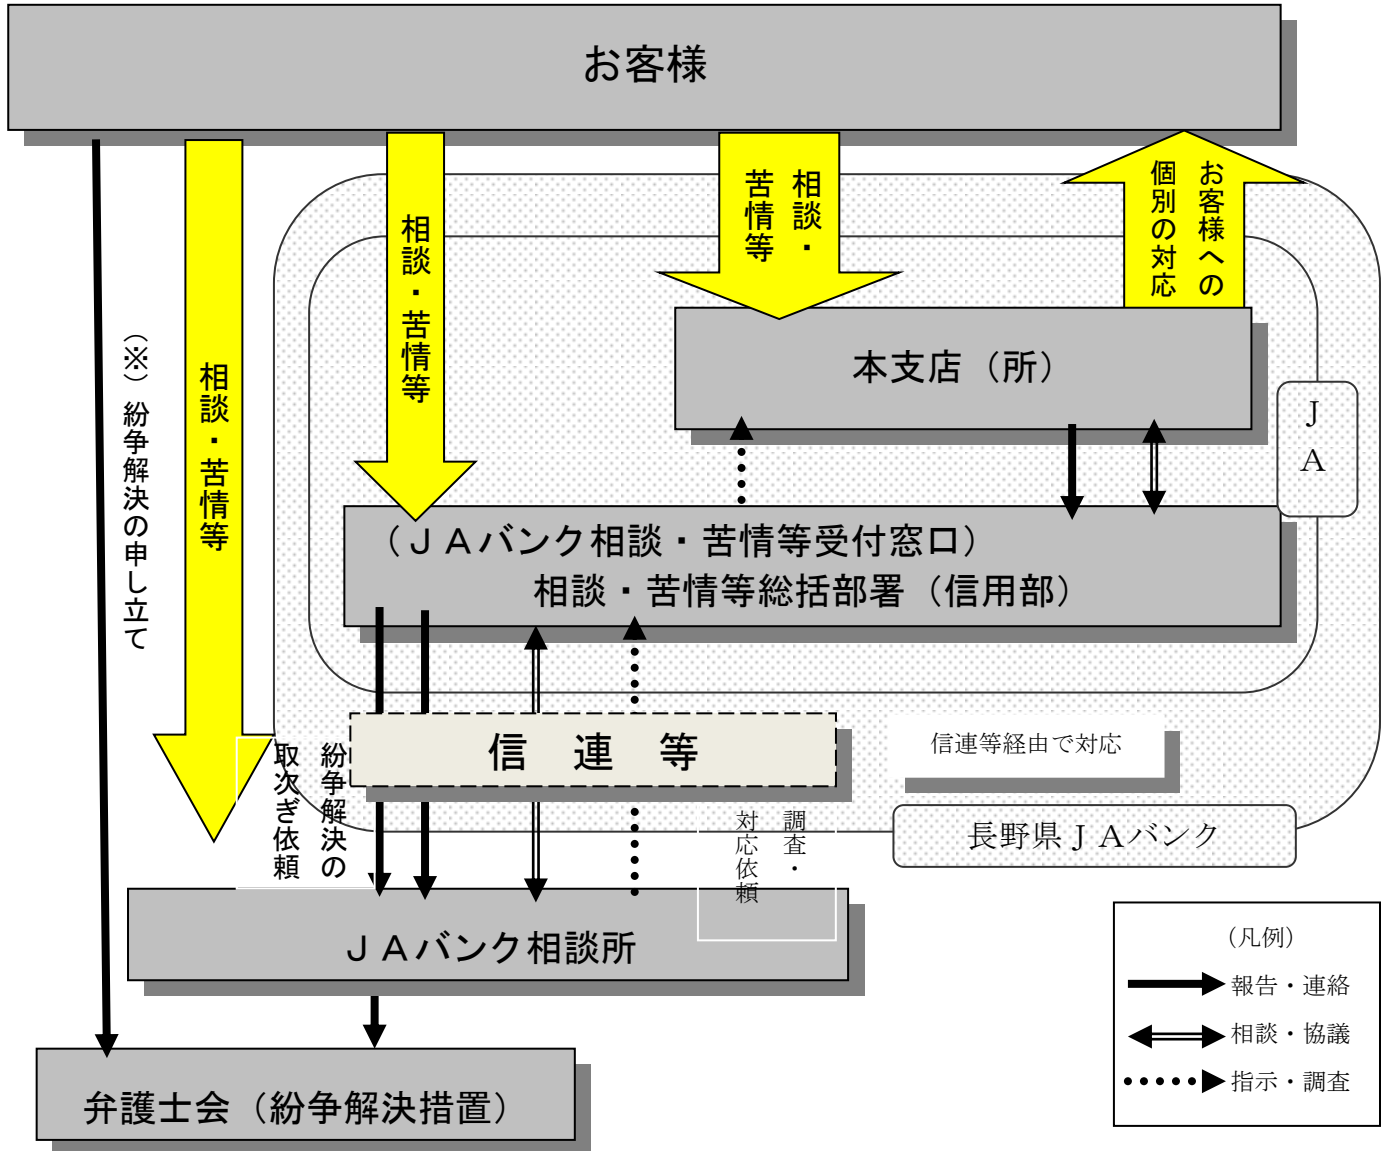 お客様
相談・
苦情等
お客様への
個別の対応
相談・苦情等
相談・苦情等
（※）紛争解決の申し立て
本支店（所）
ＪＡ
（ＪＡバンク相談・苦情等受付窓口）
相談・苦情等総括部署（信用部）
信　連　等
信連等経由で対応
紛争解決の
取次ぎ依頼
調査・
対応依頼
長野県ＪＡバンク
ＪＡバンク相談所
弁護士会（紛争解決措置）
（凡例）
報告・連絡
相談・協議
指示・調査